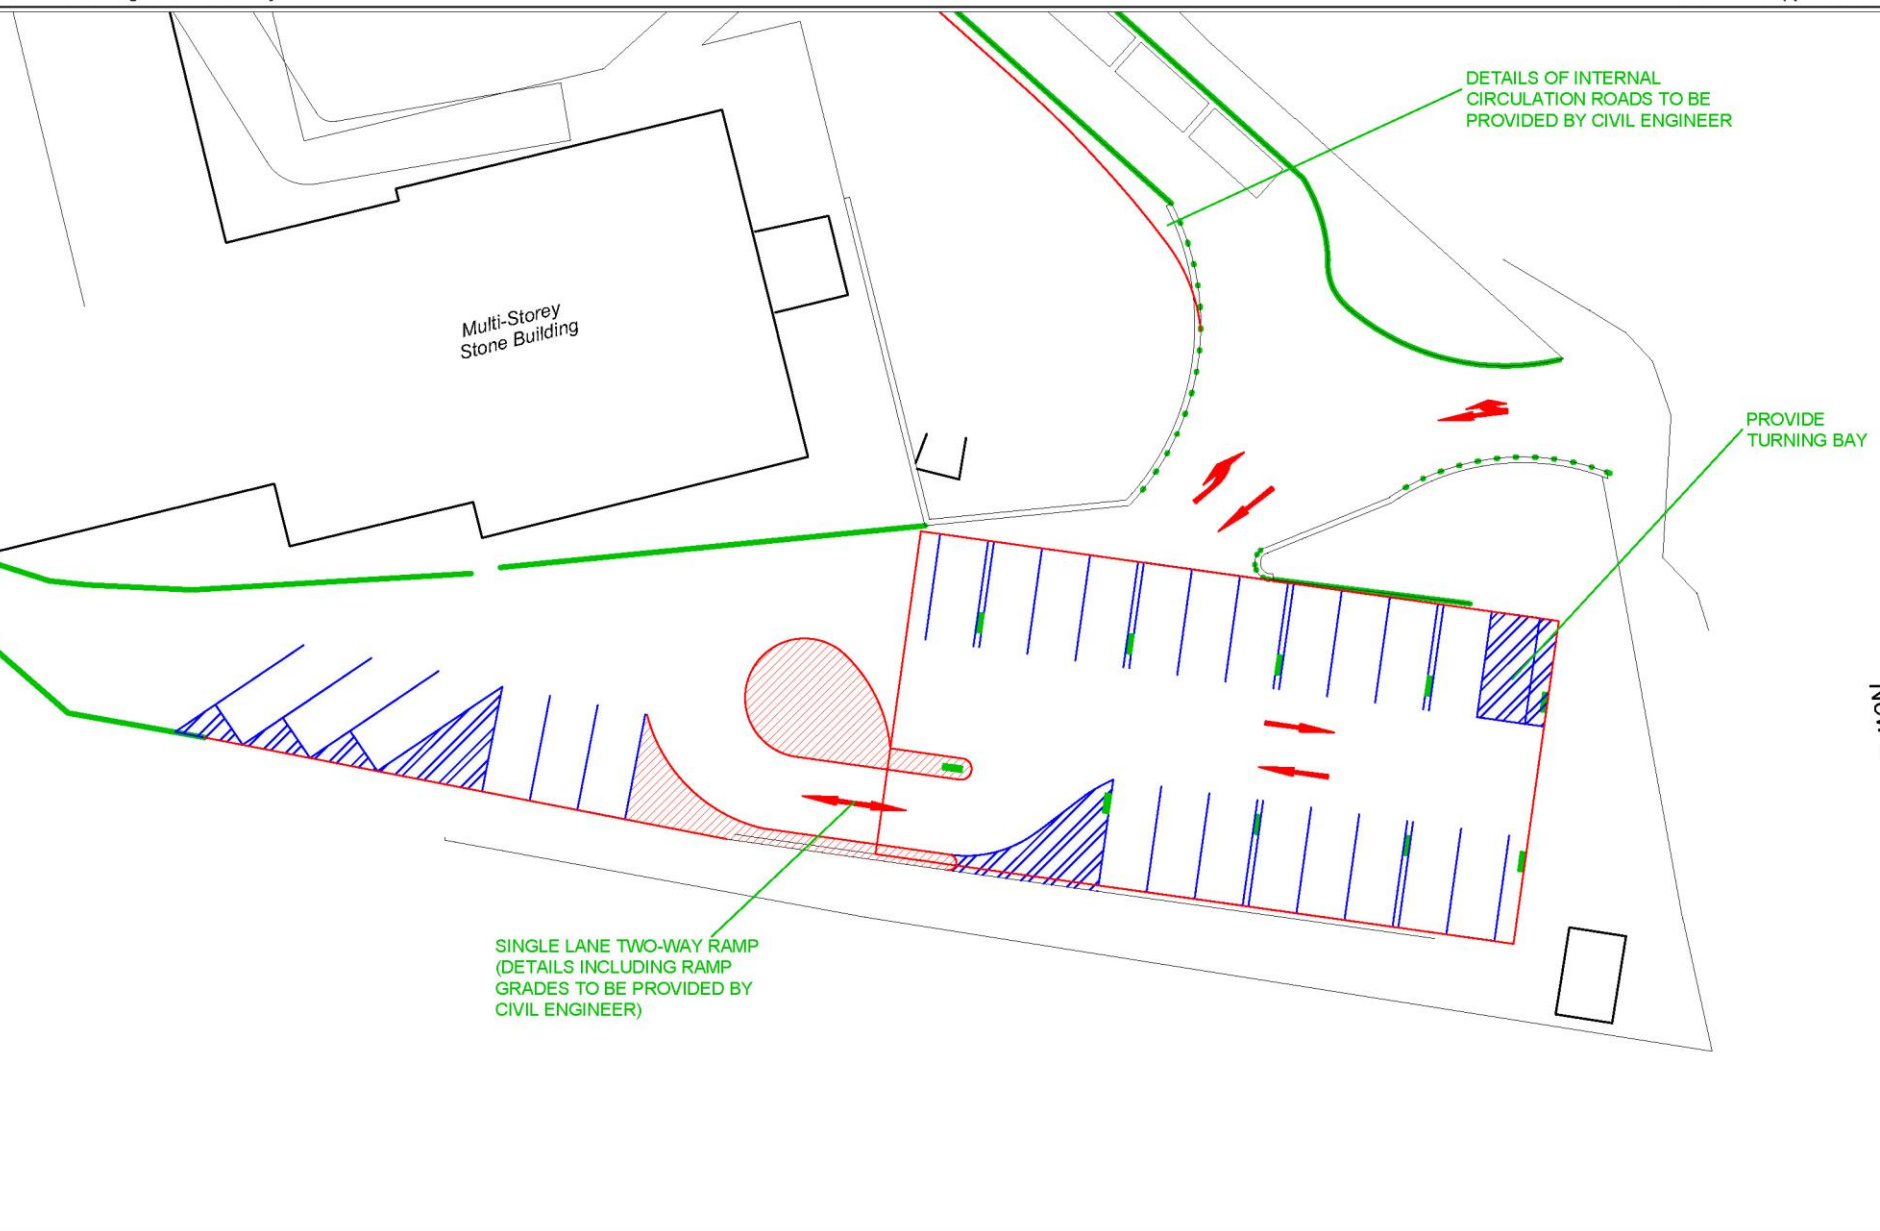 DETAILS OF INTERNAL
CIRCULATION ROADS TO BE
PROVIDED BY CIVIL ENGINEER
Multi-Storey
Stone Building
PROVIDE
TURNING BAY
SINGLE LANE TWO-WAY RAMP
(DETAILS INCLUDING RAMP
GRADES TO BE PROVIDED BY
CIVIL ENGINEER)